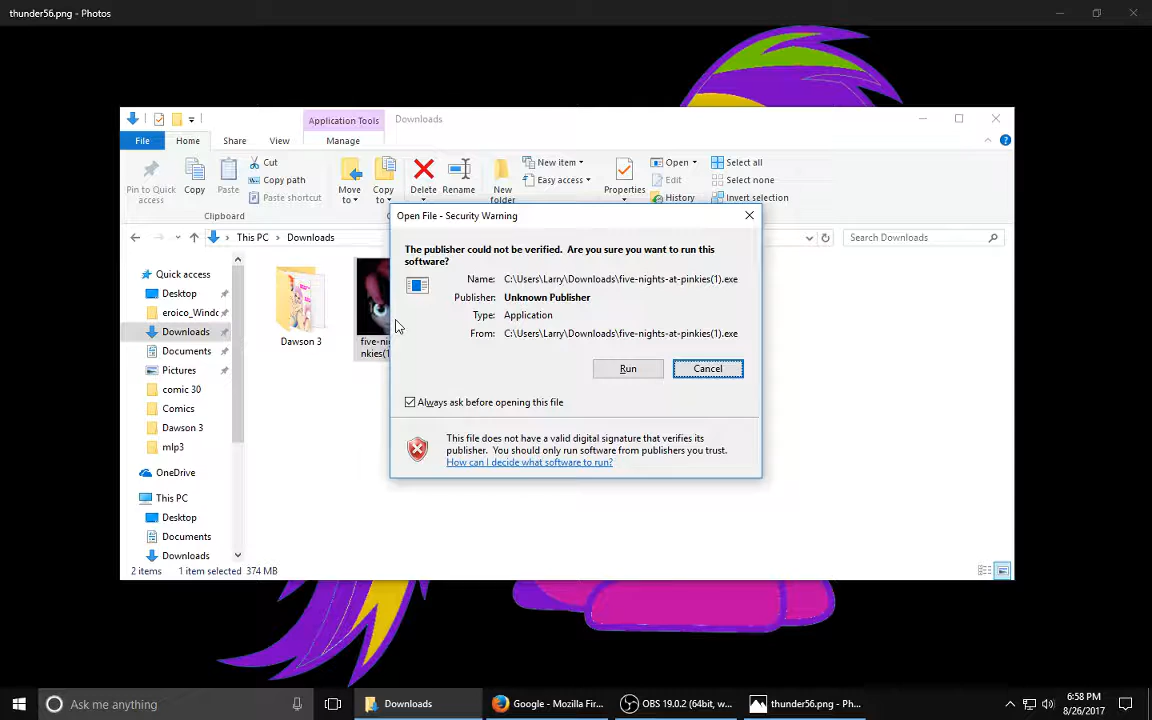 thunder56.png - Photos
Application Tools
Downloads
File
Home
Share
View
Manage
Pin to Quick
access
Copy
Paste
Cut
Copy path
Paste shortcut
Move
to
Copy
to
Delete
Rename
New
folder
New item
Easy access
Properties
Open
Edit
History
Select all
Select none
Invert selection
Clipboard
This PC
Downloads
Search Downloads
Quick access
Desktop
eroico_Windo
Downloads
Documents
Pictures
comic 30
Comics
Dawson 3
mlp3
OneDrive
This PC
Desktop
Documents
Downloads
Dawson 3
five-nig
nkies(1
Open File - Security Warning
The publisher could not be verified. Are you sure you want to run this
software?
Name: C:\Users\Larry\Downloads\five-nights-at-pinkies(1).exe
Publisher: Unknown Publisher
Type: Application
From: C:\Users\Larry\Downloads\five-nights-at-pinkies(1).exe
Run
Cancel
Always ask before opening this file
This file does not have a valid digital signature that verifies its
publisher. You should only run software from publishers you trust.
How can I decide what software to run?
2 items 1 item selected 374 MB
Ask me anything
Downloads
Google - Mozilla Fir...
OBS 19.0.2 (64bit, w...
thunder56.png - Ph...
6:58 PM
8/26/2017